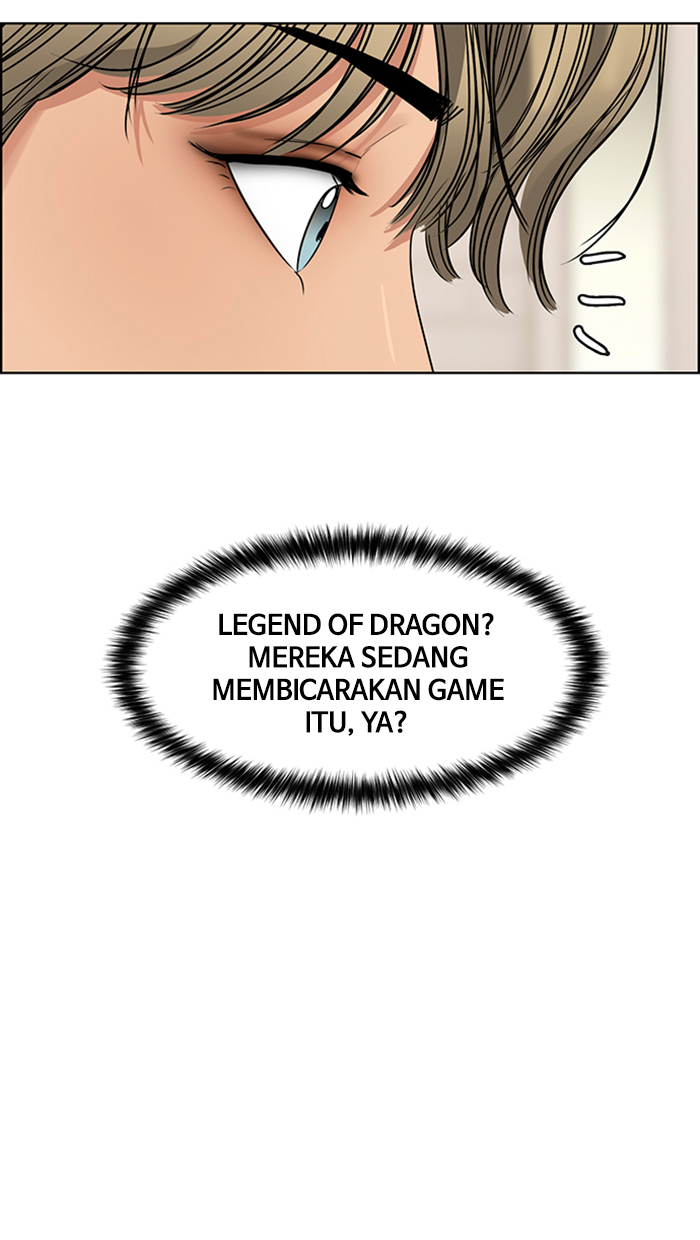 LEGEND OF DRAGON?
MEREKA SEDANG
MEMBICARAKAN GAME
ITU, YA?